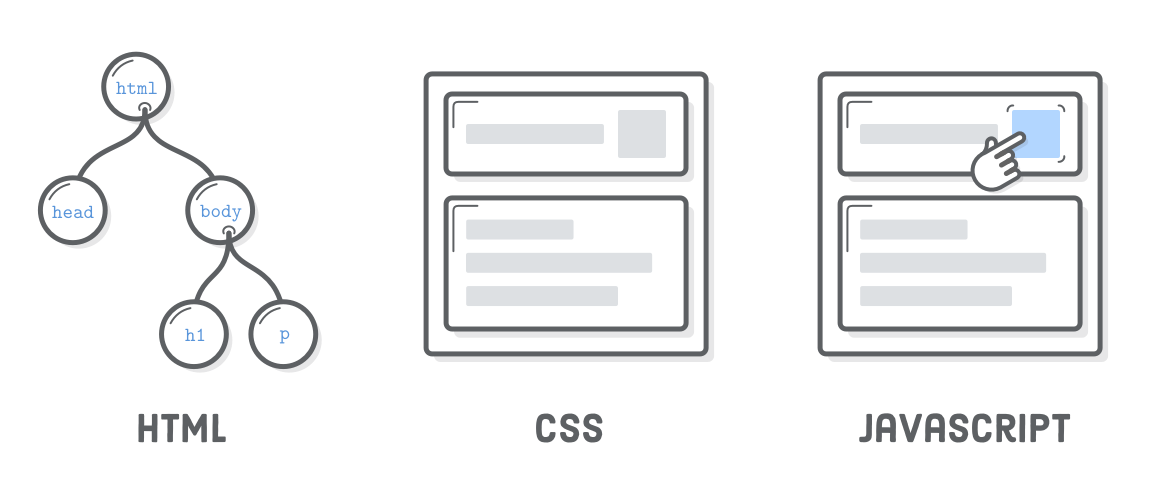 html
head
body
h1
p
HTML
CSS
JAVASCRIPT